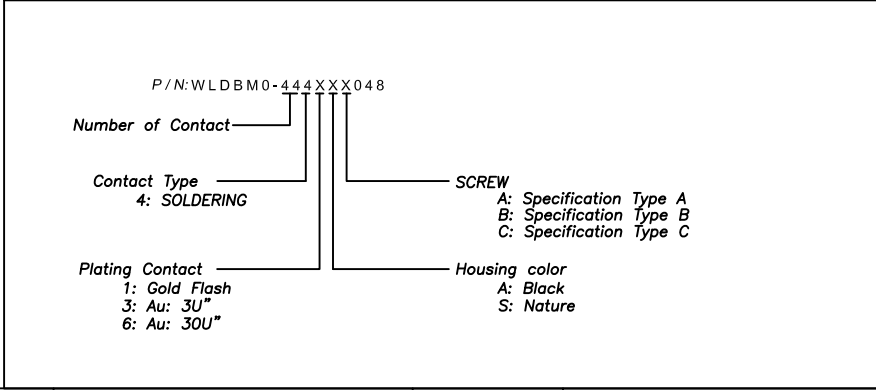 P/N:WLDBM0-444XXX048
Number of Contact
Contact Type
4: SOLDERING
SCREW
A: Specification Type A
B: Specification Type B
C: Specification Type C
Plating Contact
1: Gold Flash
3: Au: 3U"
6: Au: 30U"
Housing color
A: Black
S: Nature